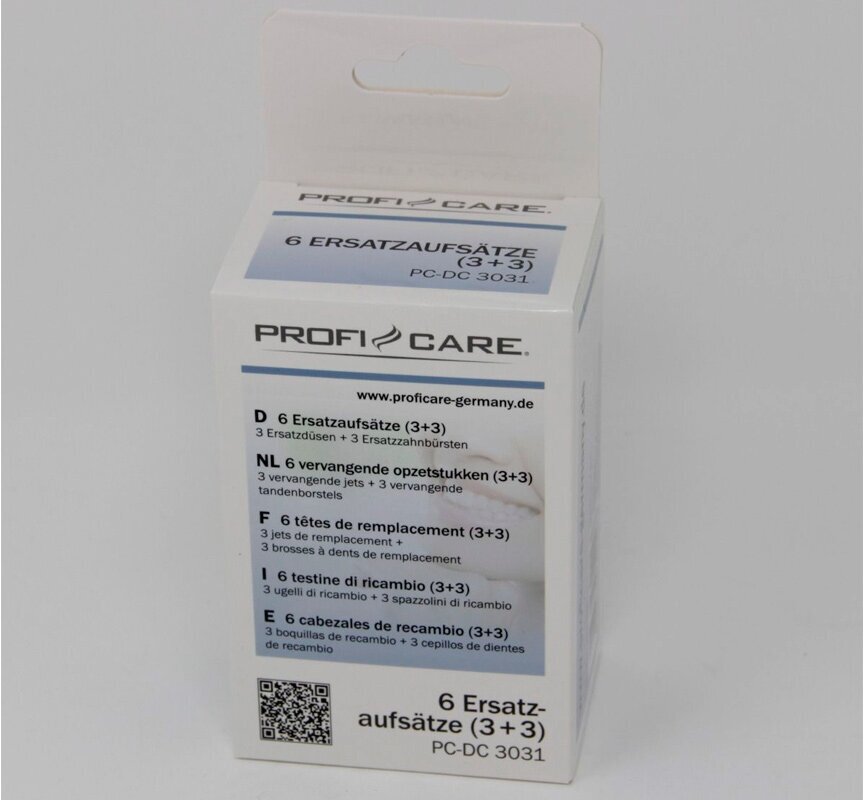 PROFI CARE®
6 ERSATZAUFSÄTZE
(3+3)
PC-DC 3031
PROFI CARE®
www.proficare-germany.de
D 6 Ersatzaufsätze (3+3)
3 Ersatzdüsen + 3 Ersatzzahnbürsten
NL 6 vervangende opzetstukken (3+3)
3 vervangende jets + 3 vervangende
tandenborstels
F 6 têtes de remplacement (3+3)
3 jets de remplacement +
3 brosses à dents de remplacement
I 6 testine di ricambio (3+3)
3 ugelli di ricambio + 3 spazzolini di ricambio
E 6 cabezales de recambio (3+3)
3 boquillas de recambio + 3 cepillos de dientes
de recambio
6 Ersatz-
aufsätze (3+3)
PC-DC 3031